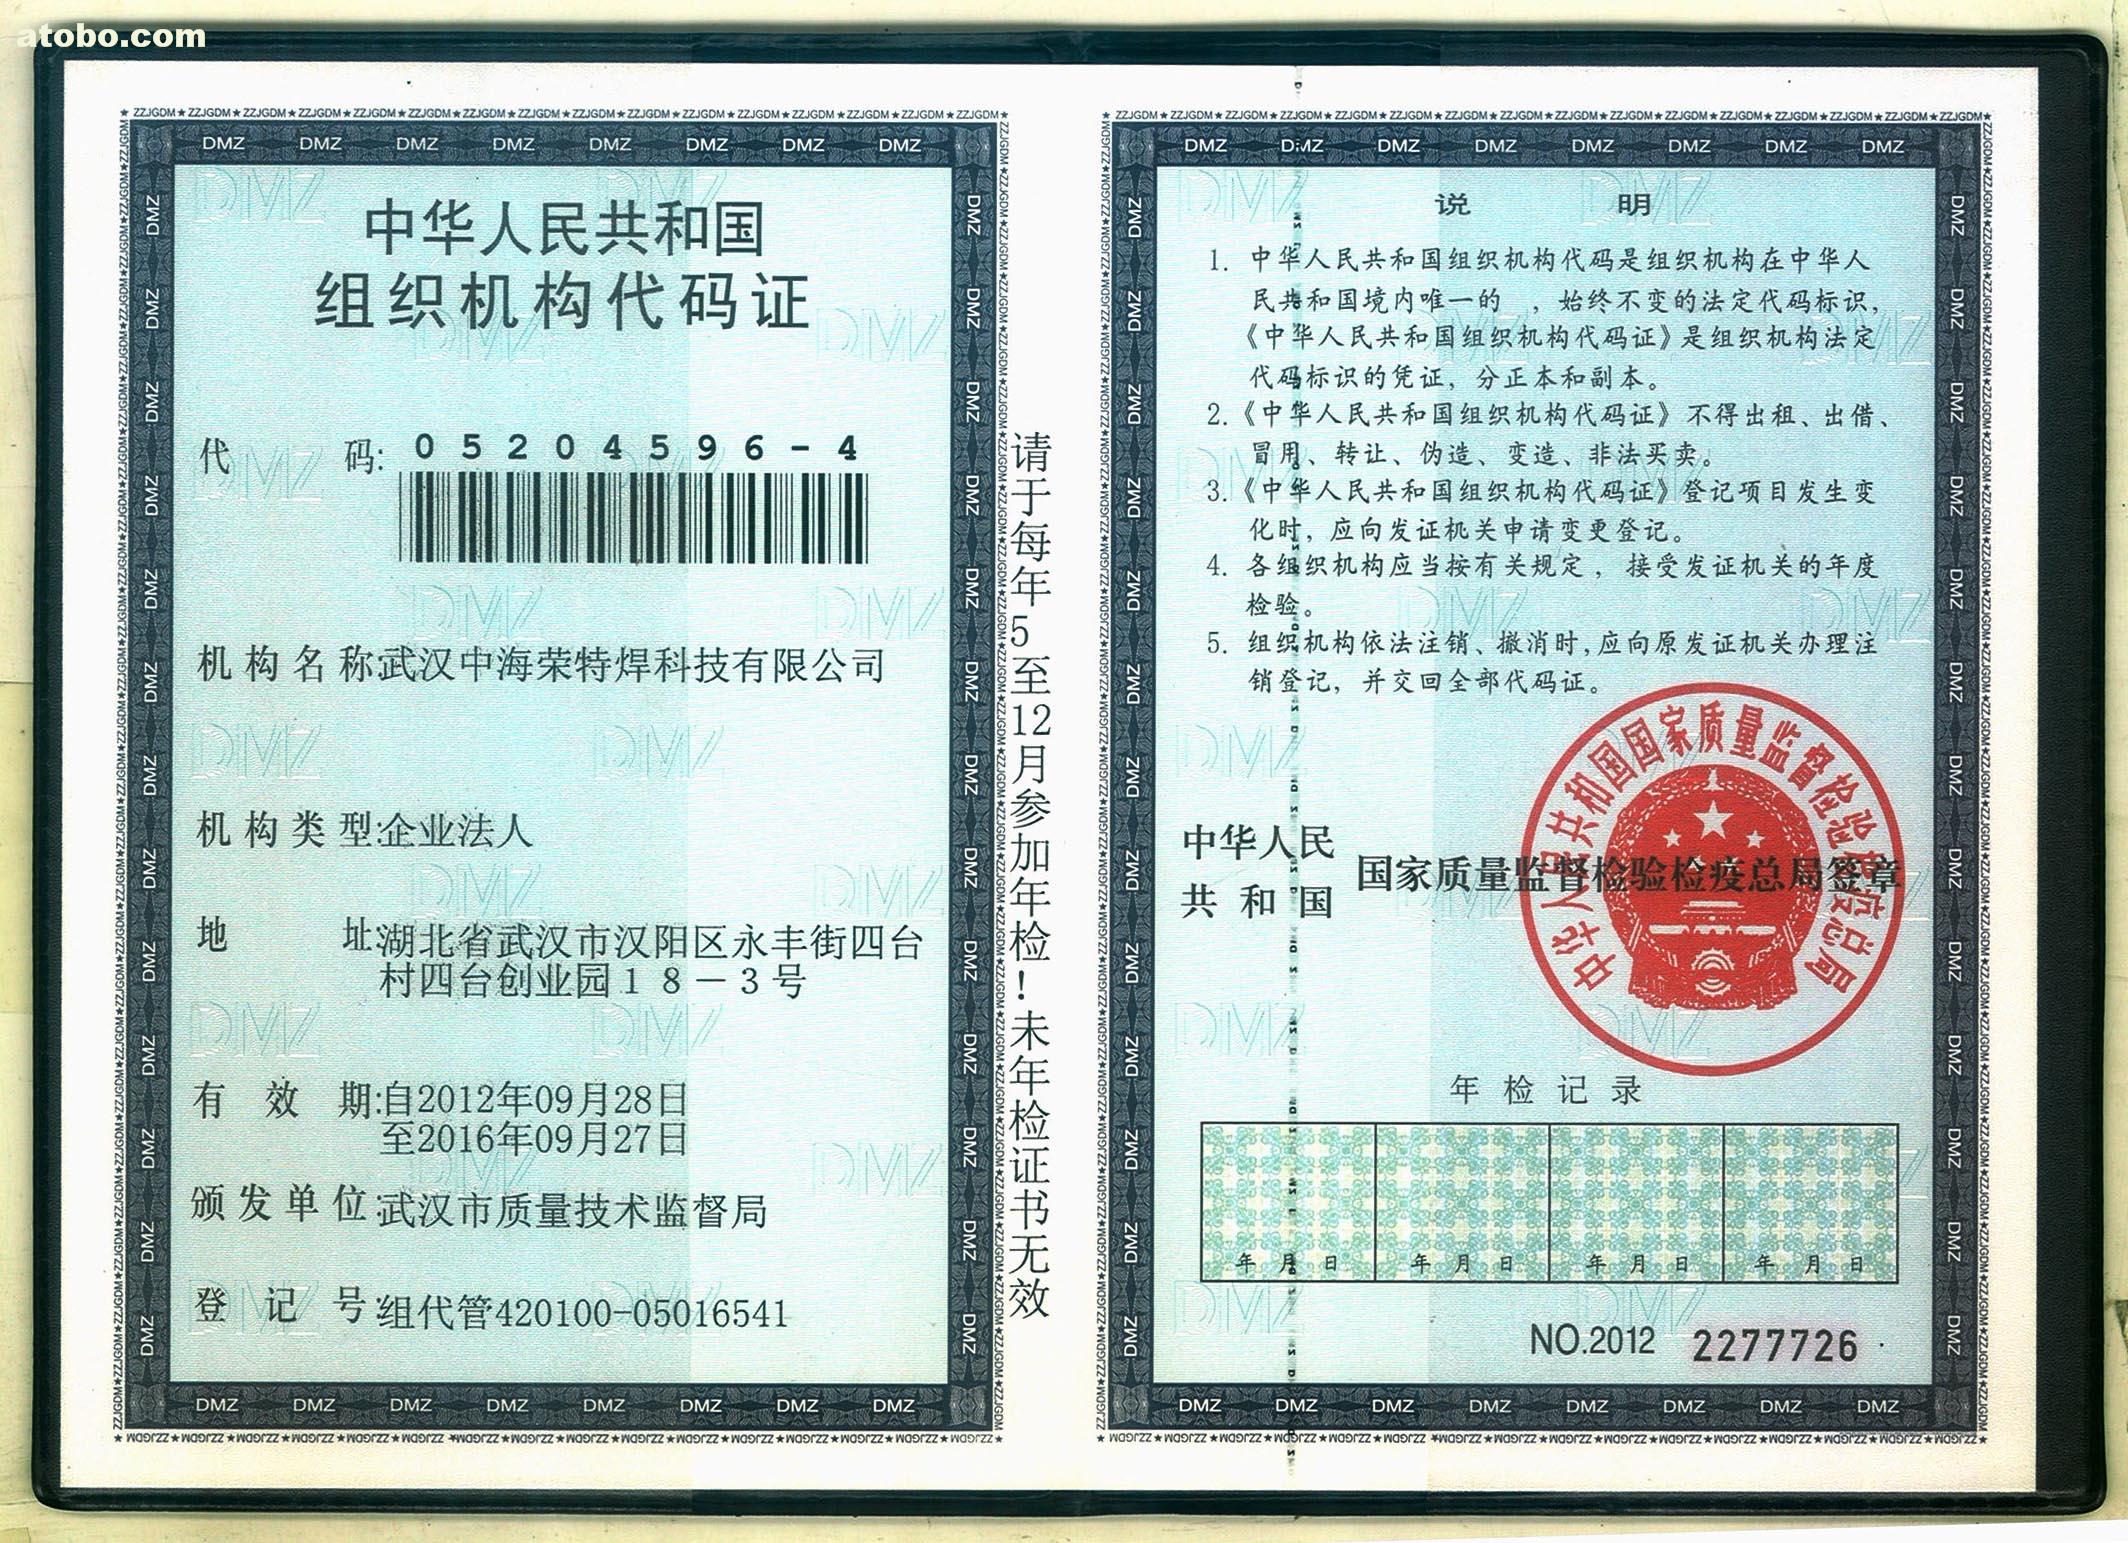 atobo.com
中华人民共和国
组织机构代码证
代 码: 05204596-4
机构名称:武汉中海荣特焊科技有限公司
机构类型:企业法人
地 址:湖北省武汉市汉阳区永丰街四台
村四台创业园18-3号
有 效 期:自2012年09月28日
至2016年09月27日
颁发单位:武汉市质量技术监督局
登 记 号:组代管420100-05016541
请于每年5至12月参加年检!未年检证书无效
说 明
1. 中华人民共和国组织机构代码是组织机构在中华人
民共和国境内唯一的 ,始终不变的法定代码标识,
《中华人民共和国组织机构代码证》是组织机构法定
代码标识的凭证, 分正本和副本。
2.《中华人民共和国组织机构代码证》不得出租、出借、
冒用、转让、伪造、变造、非法买卖。
3.《中华人民共和国组织机构代码证》登记项目发生变
化时, 应向发证机关申请变更登记。
4. 各组织机构应当按有关规定, 接受发证机关的年度
检验。
5. 组织机构依法注销、撤消时,应向原发证机关办理注
销登记, 并交回全部代码证。
中华人民
共和国
国家质量监督检验检疫总局签章
中华人民共和国国家质量监督检验检疫总局
年检记录
年 月 日 年 月 日 年 月 日 年 月 日
NO.2012 2277726